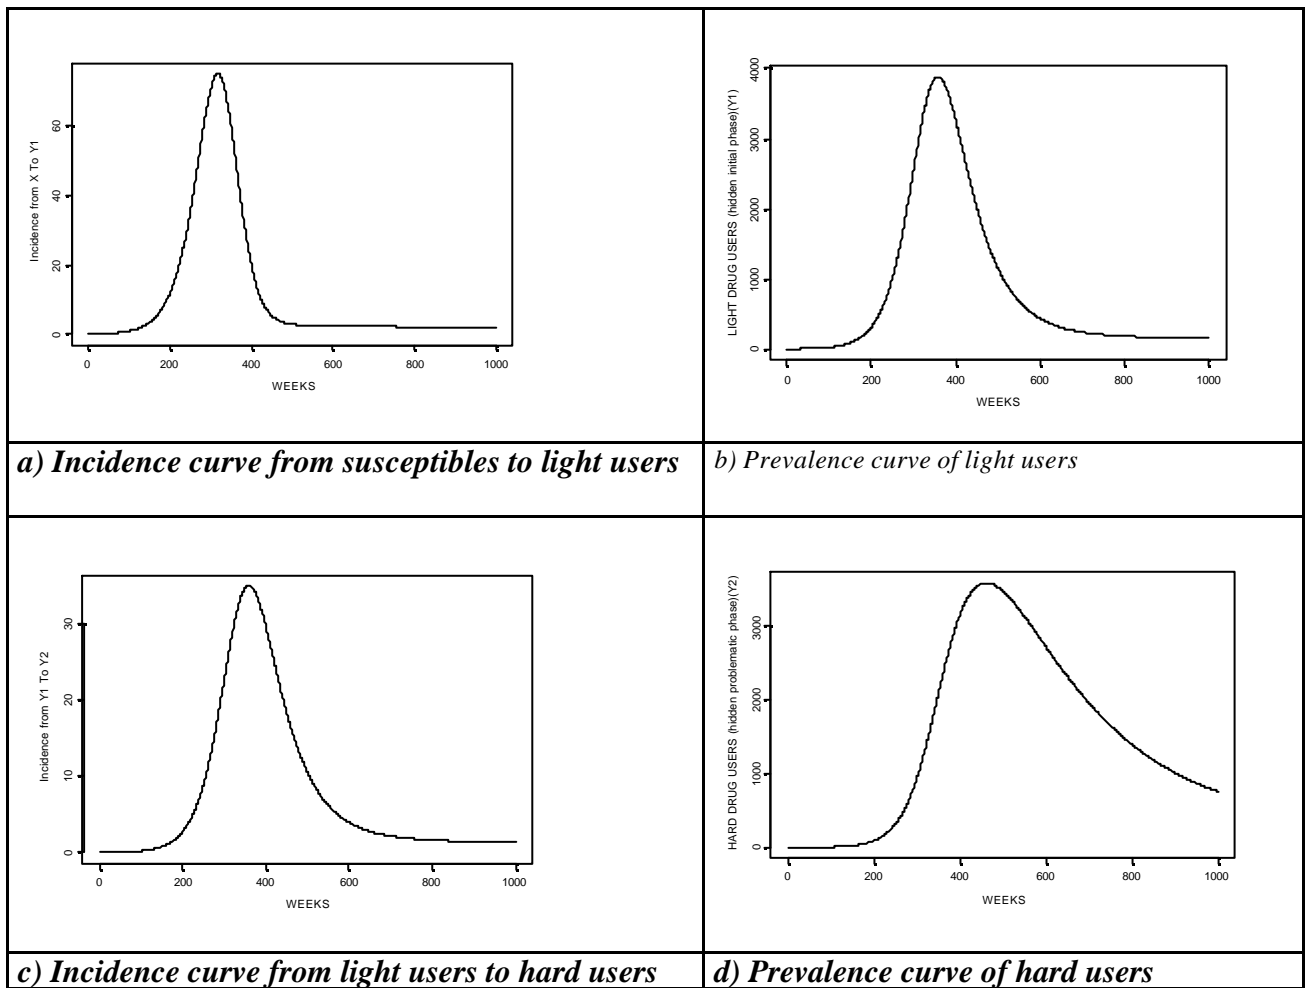 Incidence from X To Y1
60
40
20
0
0 200 400 600 800 1000
WEEKS
LIGHT DRUG USERS (hidden initial phase)(Y1)
4000
3000
2000
1000
0
0 200 400 600 800 1000
WEEKS
a) Incidence curve from susceptibles to light users
b) Prevalence curve of light users
Incidence from Y1 To Y2
30
20
10
0
0 200 400 600 800 1000
WEEKS
HARD DRUG USERS (hidden problematic phase)(Y2)
3000
2000
1000
0
0 200 400 600 800 1000
WEEKS
c) Incidence curve from light users to hard users
d) Prevalence curve of hard users